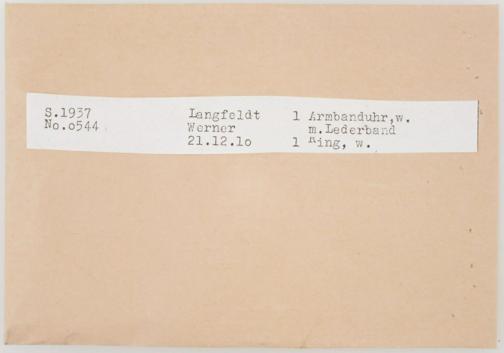 S.1937 Langfeldt 1 Armbanduhr,w.
No.o544 Werner m.Lederband
21.12.1o 1 Ring, w.